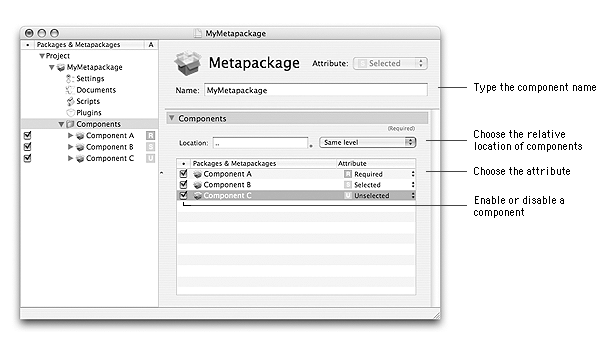 MyMetapackage
Packages & Metapackages A
Project
MyMetapackage
Settings
Documents
Scripts
Plugins
Components
Component A R
Component B S
Component C U
Metapackage
Attribute: S Selected
Name: MyMetapackage
Components
(Required)
Location: .. Same level
Packages & Metapackages Attribute
Component A R Required
Component B S Selected
Component C U Unselected
Type the component name
Choose the relative
location of components
Choose the attribute
Enable or disable a
component